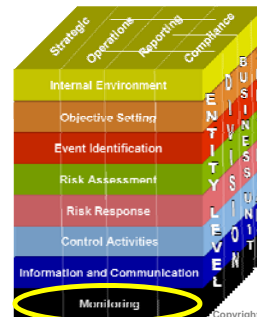 Strategic
Operations
Reporting
Compliance
Internal Environment
Objective Setting
Event Identification
Risk Assessment
Risk Response
Control Activities
Information and Communication
Monitoring
ENTITY LEVEL
DIVISION
BUSINESS UNIT
Copyright